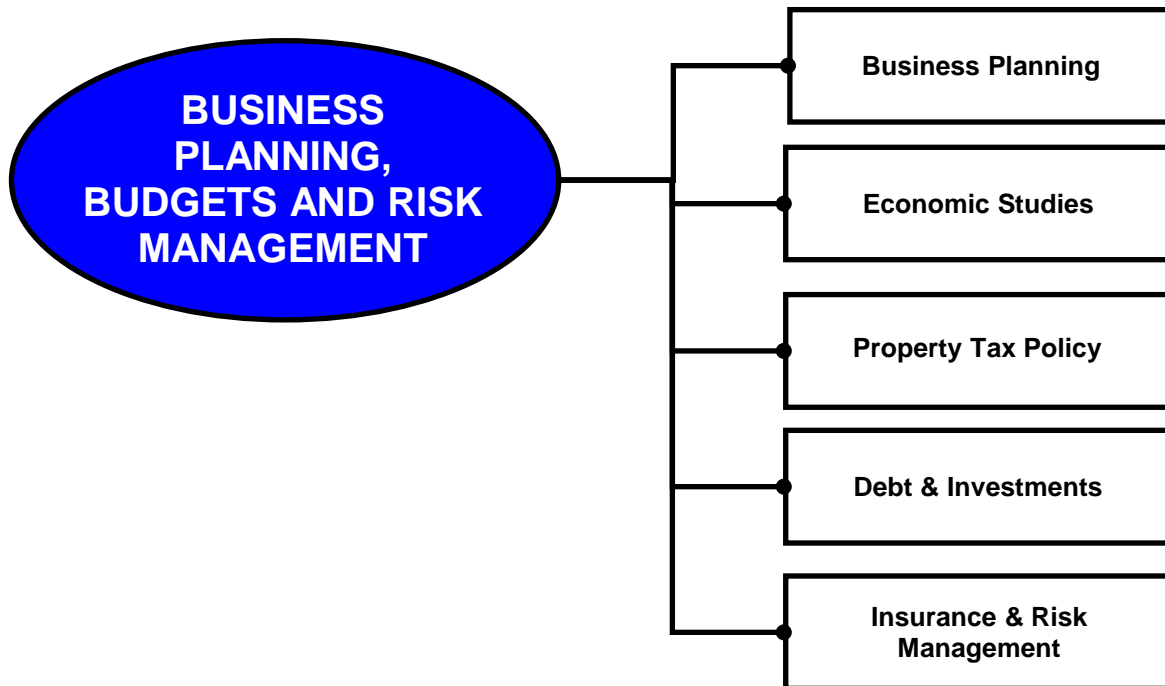 BUSINESS
PLANNING,
BUDGETS AND RISK
MANAGEMENT
Business Planning
Economic Studies
Property Tax Policy
Debt & Investments
Insurance & Risk
Management